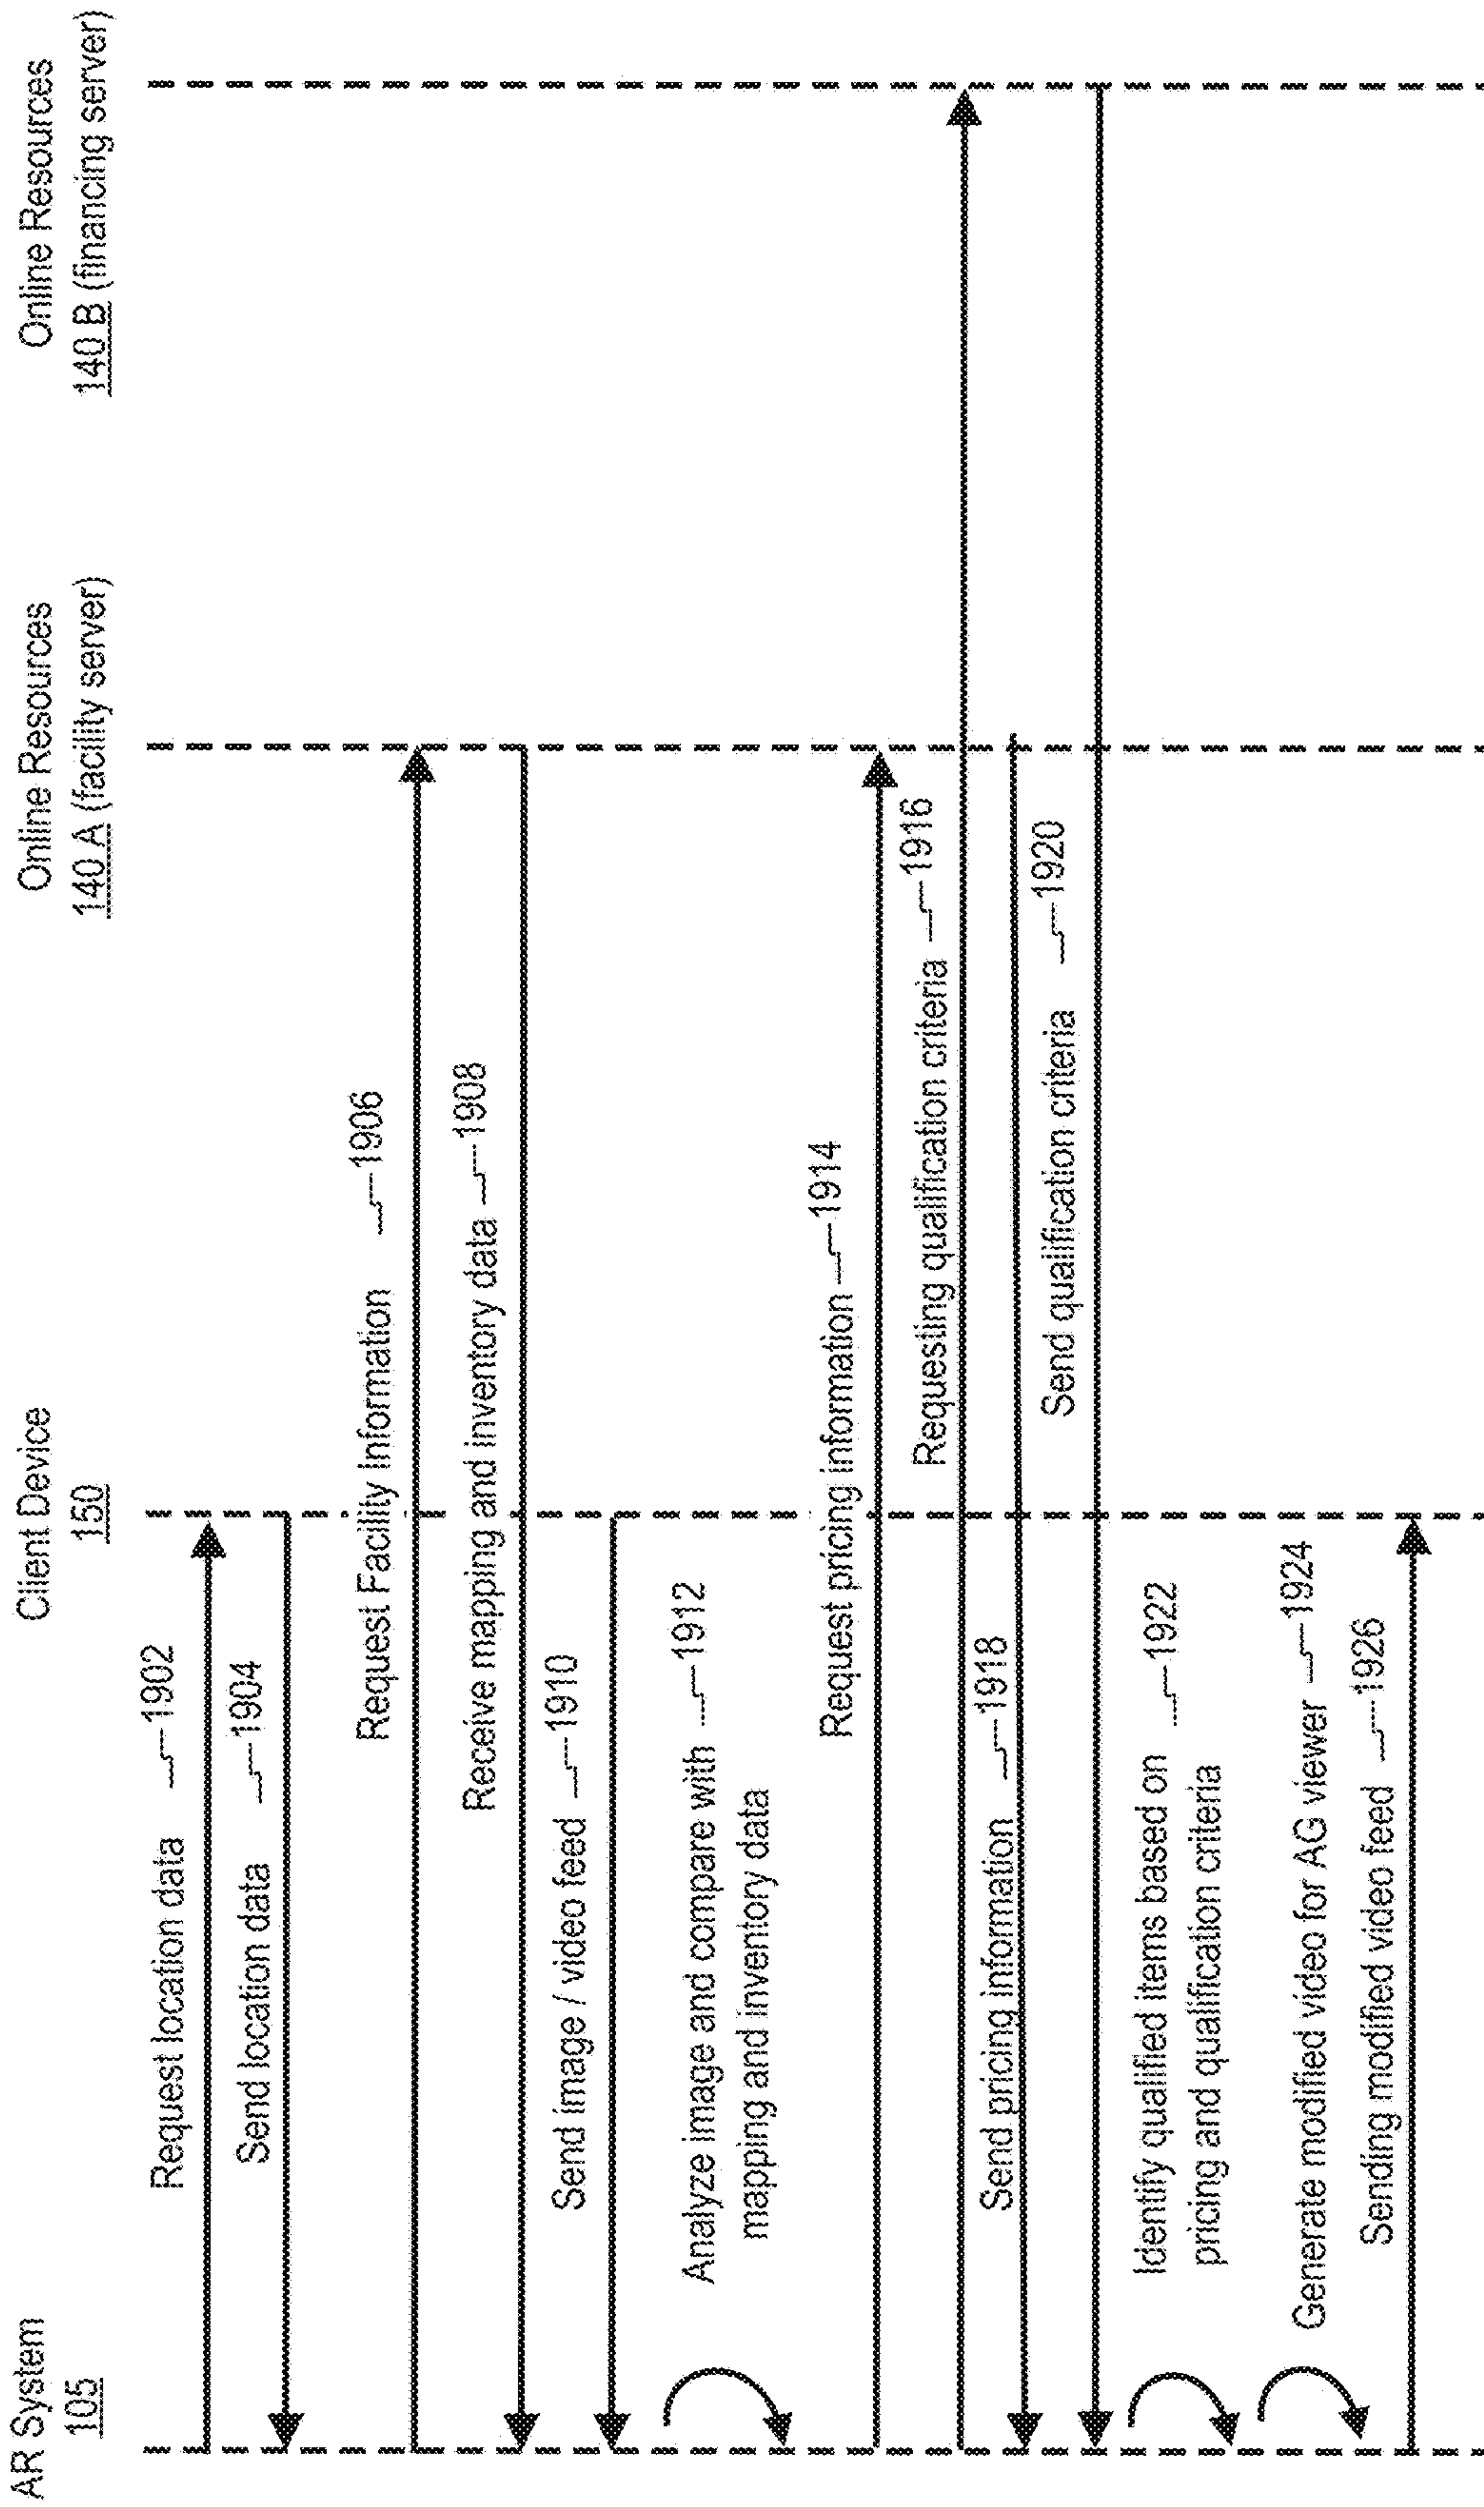 AR System
105
Client Device
150
Online Resources
140 A (facility server)
Online Resources
140 B (financing server)
Request location data 1902
Send location data 1904
Request Facility Information 1906
Receive mapping and inventory data 1908
Send image / video feed 1910
Analyze image and compare with 1912
mapping and inventory data
Request pricing information 1914
Requesting qualification criteria 1916
Send pricing information 1918
Send qualification criteria 1920
Identify qualified items based on 1922
pricing and qualification criteria
Generate modified video for AG viewer 1924
Sending modified video feed 1926